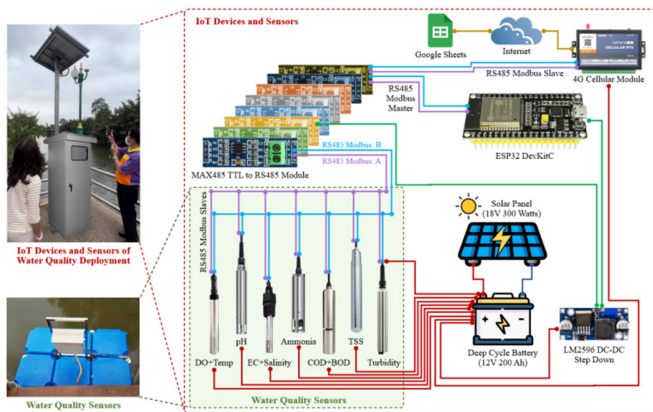 IoT Devices and Sensors
Google Sheets
Internet
RS485 Modbus Slave
4G Cellular Module
RS485
Modbus
Master
ESP32 DevKitC
RS485 Modbus: B
RS485 Modbus: A
MAX485 TTL to RS485 Module
IoT Devices and Sensors of
Water Quality Deployment
RS485 Modbus Slaves
Solar Panel
(18V 300 Watts)
pH
Ammonis
TSS
DO+Temp
EC+Salinity
COD+BOD
Turbidity
Deep Cycle Battery
(12V 200 Ah)
LM2596 DC-DC
Step Down
Water Quality Sensors
Water Quality Sensors